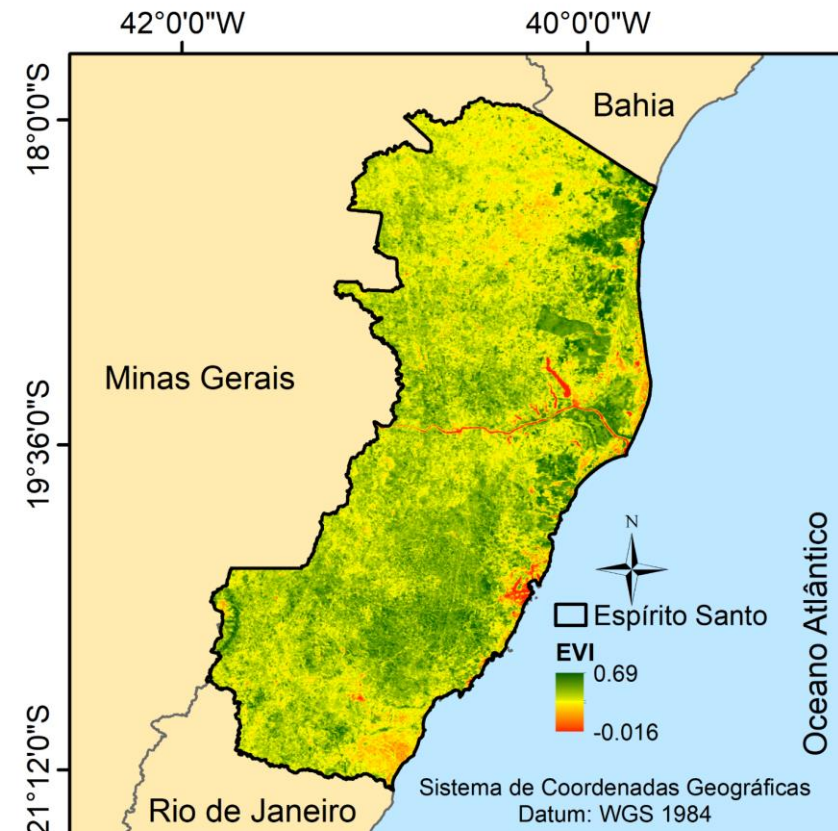 42°0'0"W
40°0'0"W
18°0'0"S
Bahia
Minas Gerais
19°36'0"S
N
Oceano Atlântico
Espírito Santo
EVI
0.69
-0.016
21°12'0"S
Sistema de Coordenadas Geográficas
Datum: WGS 1984
Rio de Janeiro